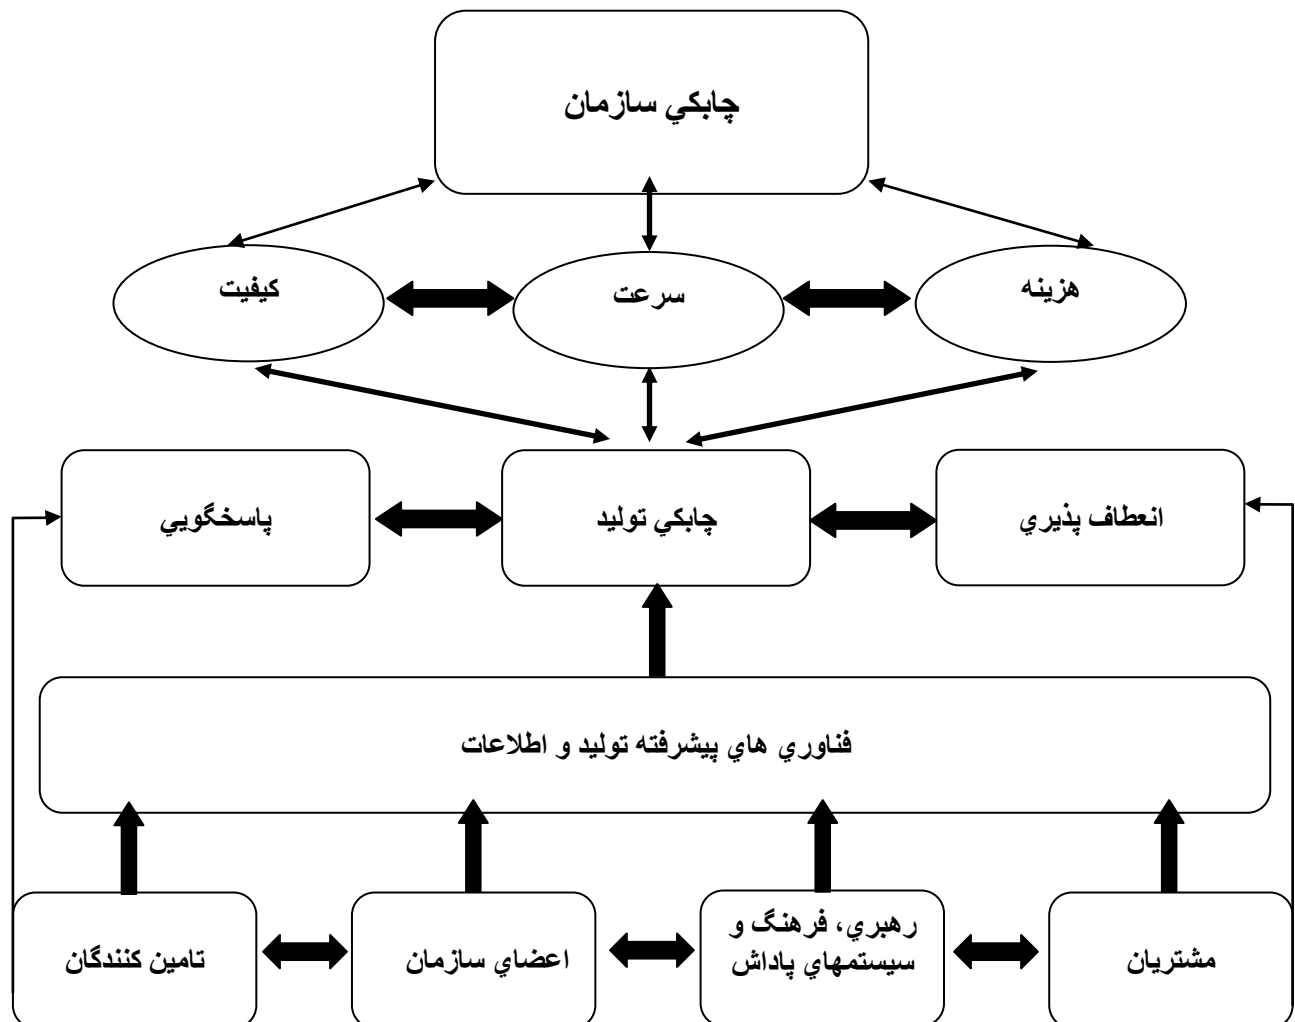 چابكي سازمان
هزينه
سرعت
كيفيت
انعطاف پذيري
چابكي توليد
پاسخگويي
فناوري هاي پيشرفته توليد و اطلاعات
مشتريان
رهبري، فرهنگ و
سيستمهاي پاداش
اعضاي سازمان
تامين كنندگان